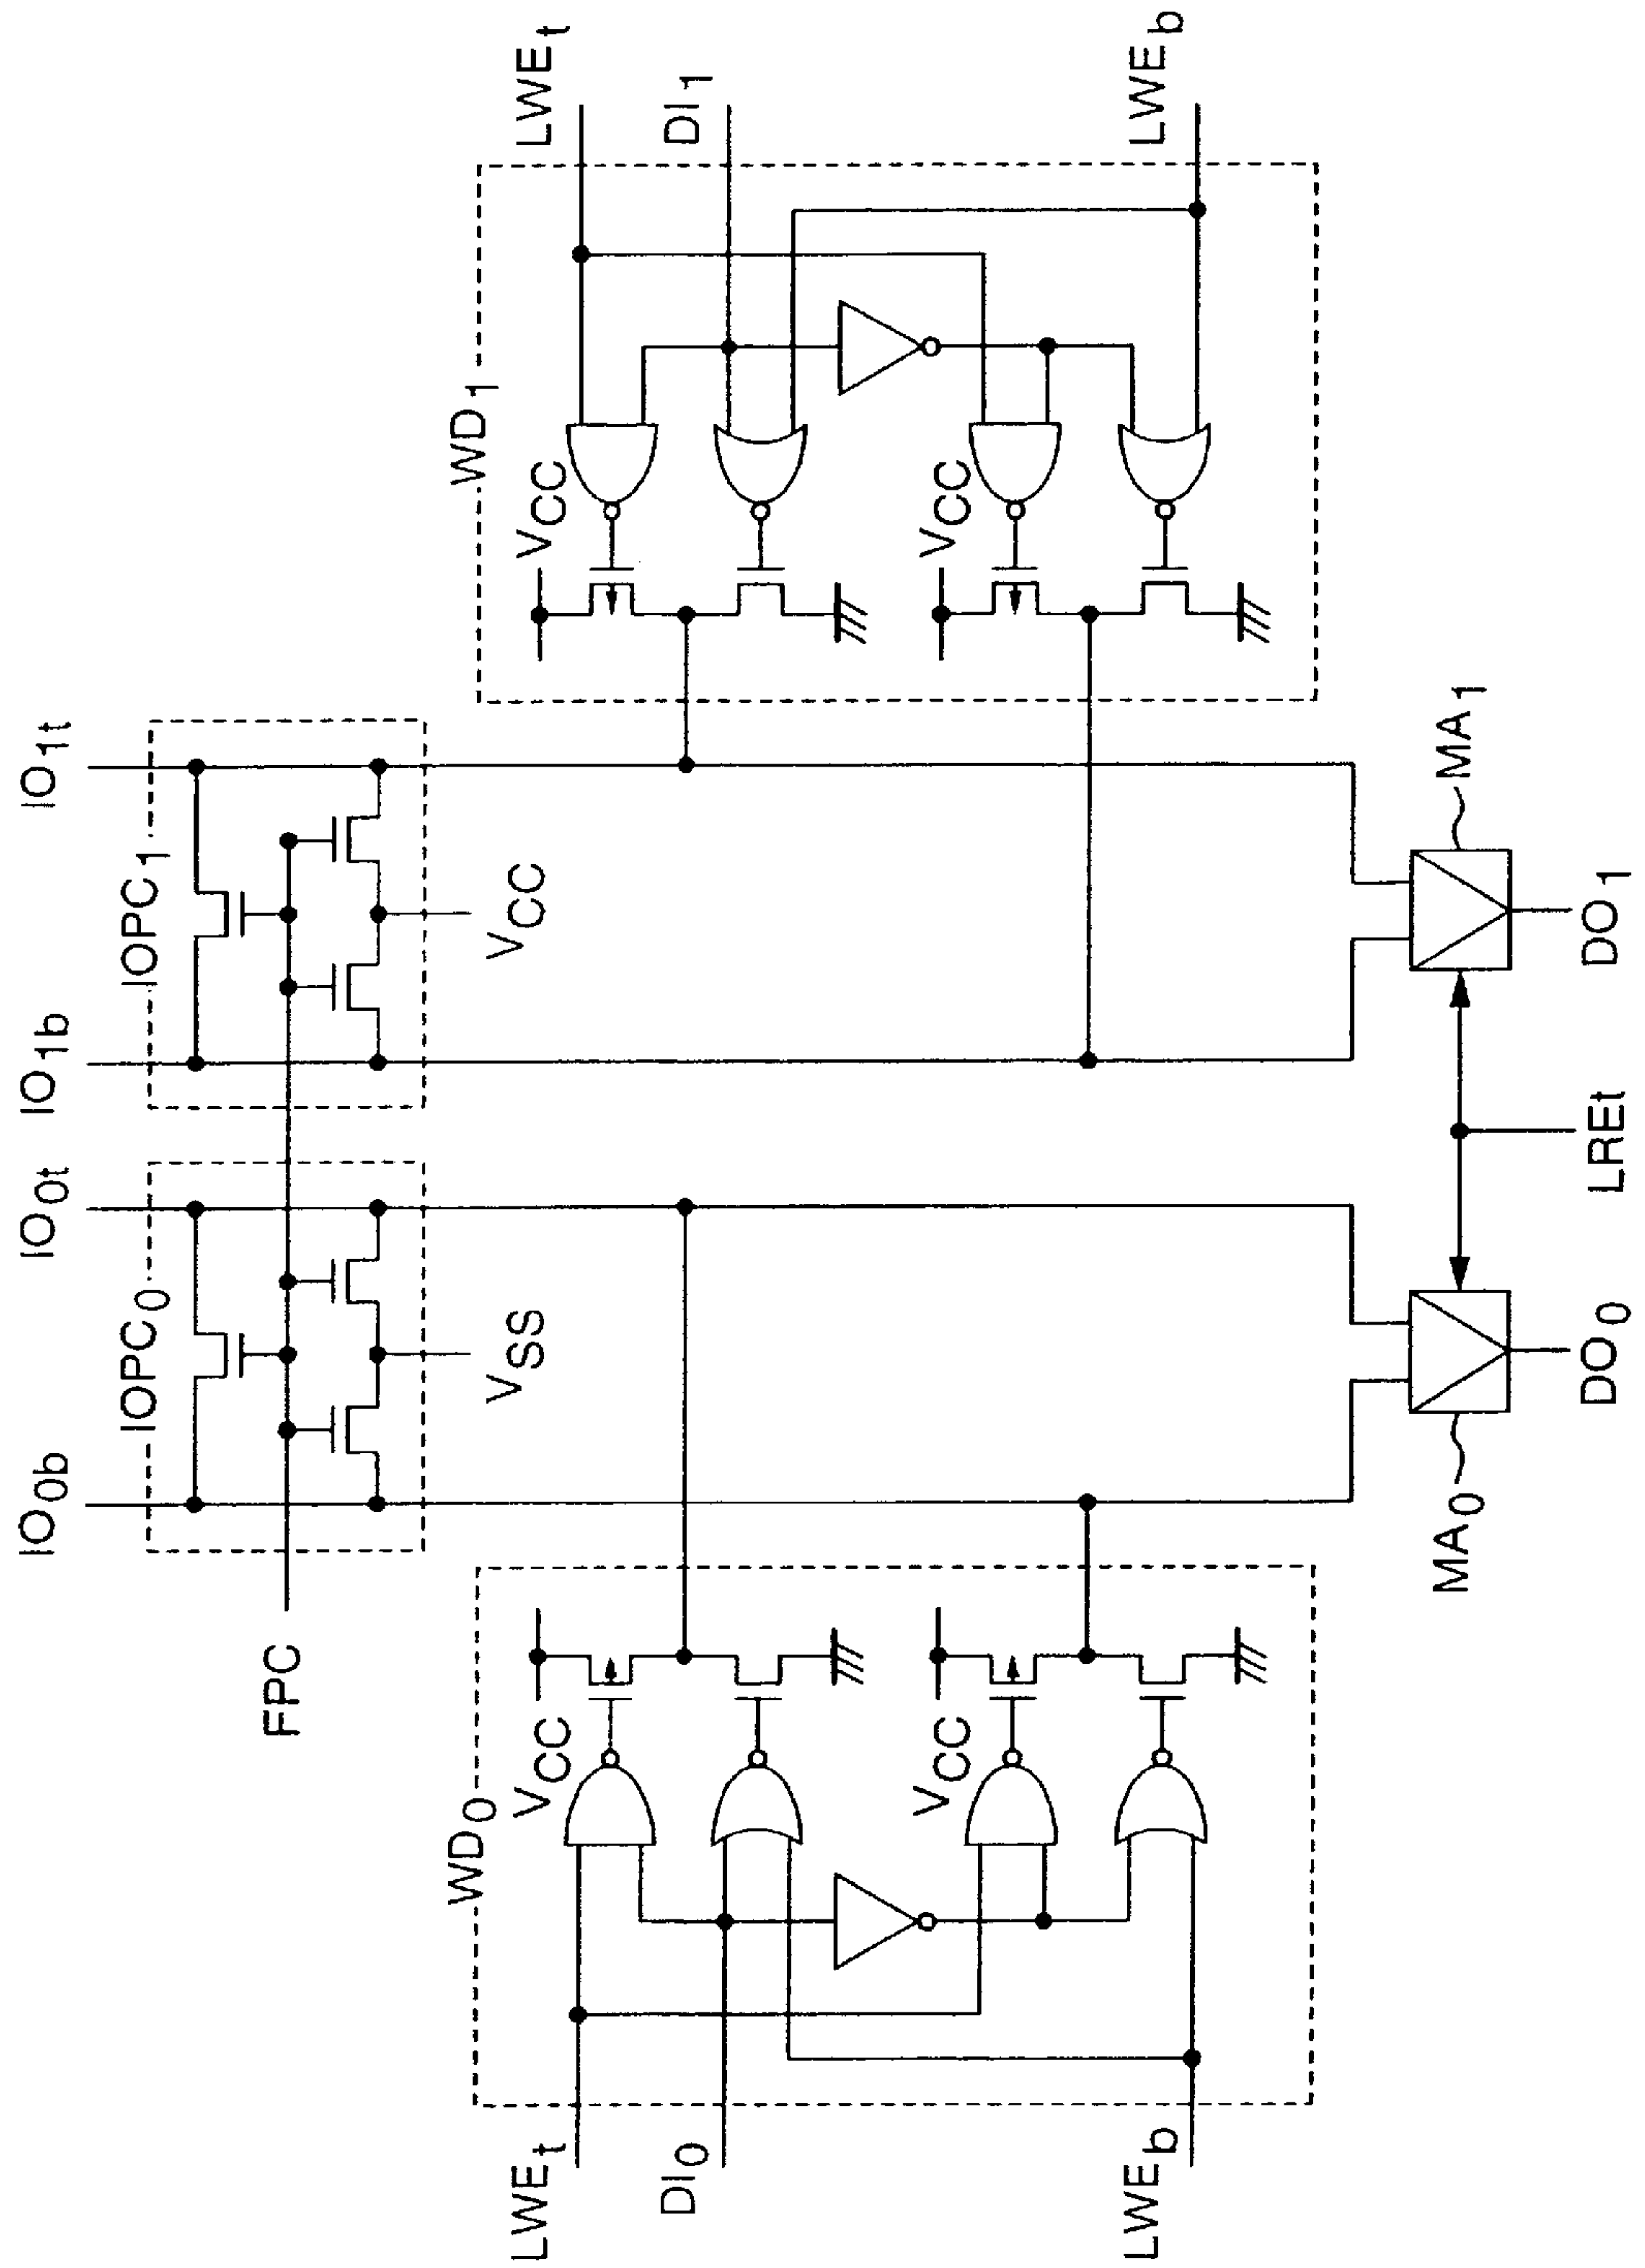 IO0b
IO0t
IO1b
IO1t
IOPC0
IOPC1
FPC
VSS
VCC
WD0
WD1
LWEt
VCC
VCC
LWEt
DI0
DI1
VCC
VCC
LWEb
LWEb
MA0
MA1
DO0
LREt
DO1